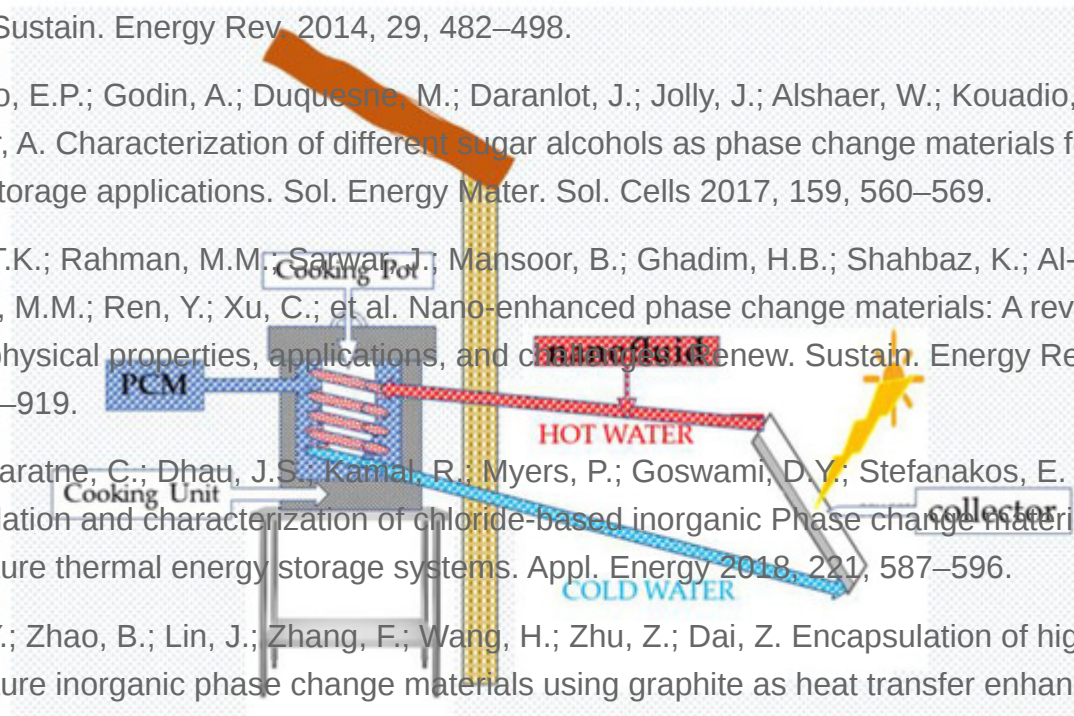 Sustain. Energy Rev. 2014, 29, 482–498.
o, E.P.; Godin, A.; Duquesne, M.; Daranlot, J.; Jolly, J.; Alshaer, W.; Kouadio,
r, A. Characterization of different sugar alcohols as phase change materials f
torage applications. Sol. Energy Mater. Sol. Cells 2017, 159, 560–569.
T.K.; Rahman, M.M.; Sarwar, J.; Mansoor, B.; Ghadim, H.B.; Shahbaz, K.; Al-
Cooking Pot
, M.M.; Ren, Y.; Xu, C.; et al. Nano-enhanced phase change materials: A rev
physical properties, applications, and challenges. Renew. Sustain. Energy Re
nanofluid
PCM
–919.
HOT WATER
aratne, C.; Dhau, J.S.; Kamal, R.; Myers, P.; Goswami, D.Y.; Stefanakos, E.
Cooking Unit
lation and characterization of chloride-based inorganic Phase change materi
collector
ure thermal energy storage systems. Appl. Energy 2018, 221, 587–596.
COLD WATER
Y.; Zhao, B.; Lin, J.; Zhang, F.; Wang, H.; Zhu, Z.; Dai, Z. Encapsulation of hig
ure inorganic phase change materials using graphite as heat transfer enhan